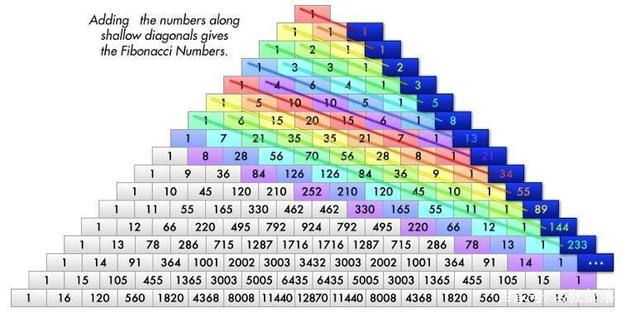 Adding the numbers along
shallow diagonals gives
the Fibonacci Numbers.
1
1 1 1
1 2 1 1
1 3 3 1 2
1 4 6 4 1 3
1 5 10 10 5 1 5
1 6 15 20 15 6 1 8
1 7 21 35 35 21 7 1 13
1 8 28 56 70 56 28 8 1 21
1 9 36 84 126 126 84 36 9 1 34
1 10 45 120 210 252 210 120 45 10 1 55
1 11 55 165 330 462 462 330 165 55 11 1 89
1 12 66 220 495 792 924 792 495 220 66 12 1 144
1 13 78 286 715 1287 1716 1716 1287 715 286 78 13 1 233
1 14 91 364 1001 2002 3003 3432 3003 2002 1001 364 91 14 1 ...
1 15 105 455 1365 3003 5005 6435 6435 5005 3003 1365 455 105 15 1
1 16 120 560 1820 4368 8008 11440 12870 11440 8008 4368 1820 560 120 16 1